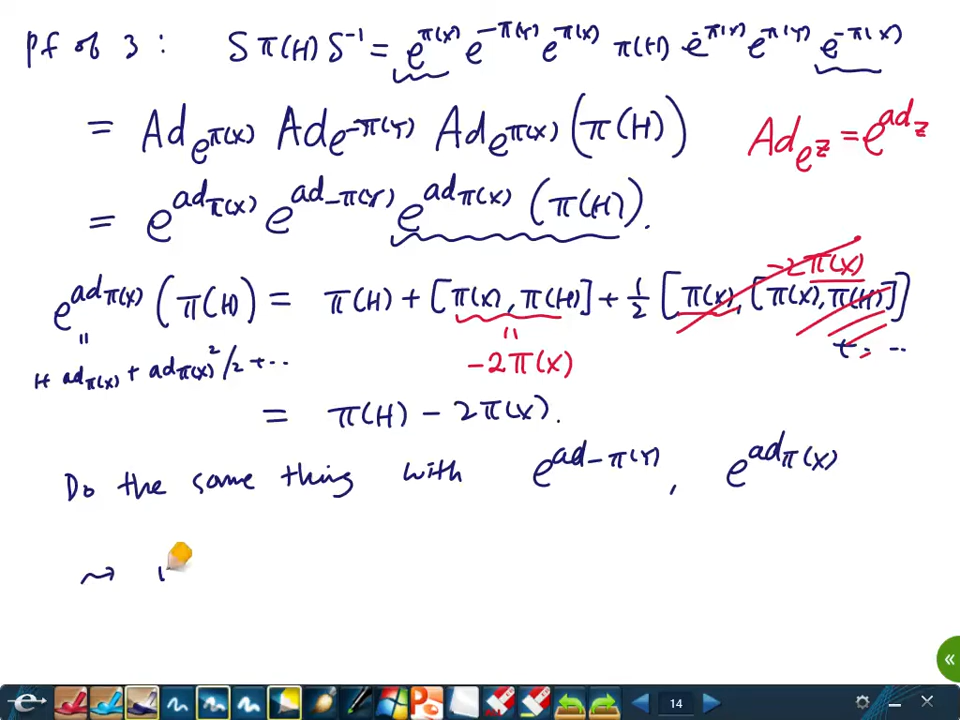 pf of 3 : S π(H) S⁻¹ = e^{π(X)} e^{-π(Y)} e^{π(X)} π(H) e^{-π(X)} e^{π(Y)} e^{-π(X)}
= Ad_{e^{π(X)}} Ad_{e^{-π(Y)}} Ad_{e^{π(X)}} (π(H)) Ad_{e^Z} = e^{ad_Z}
= e^{ad_{π(X)}} e^{ad_{-π(Y)}} e^{ad_{π(X)}} (π(H)).
-2π(X)
e^{ad_{π(X)}} (π(H)) = π(H) + [π(X), π(H)] + 1/2 [π(X), [π(X), π(H)]]
= = + ...
1+ ad_{π(X)} + ad_{π(X)}²/2 + ... -2π(X)
= π(H) - 2π(X).
Do the same thing with e^{ad_{-π(Y)}}, e^{ad_{π(X)}}
⇝
14